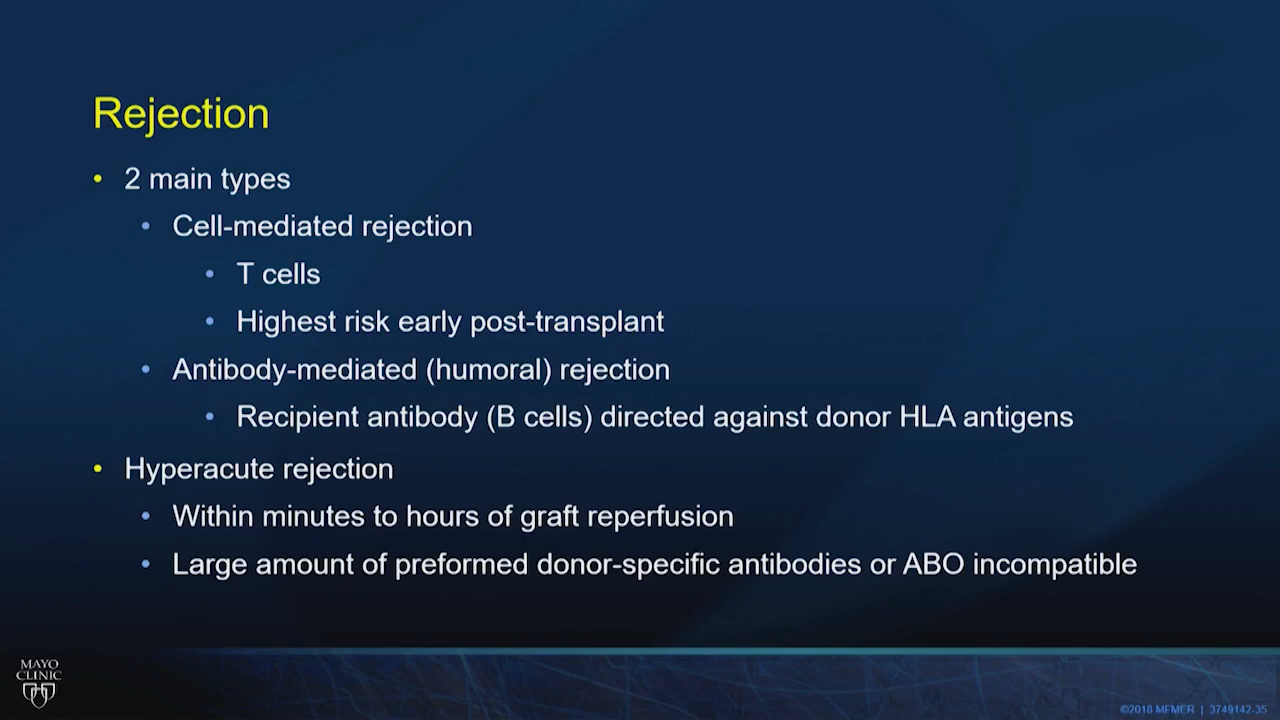 Rejection
• 2 main types
• Cell-mediated rejection
• T cells
• Highest risk early post-transplant
• Antibody-mediated (humoral) rejection
• Recipient antibody (B cells) directed against donor HLA antigens
• Hyperacute rejection
• Within minutes to hours of graft reperfusion
• Large amount of preformed donor-specific antibodies or ABO incompatible
MAYO
CLINIC
©2018 MFMER | 3749142-35